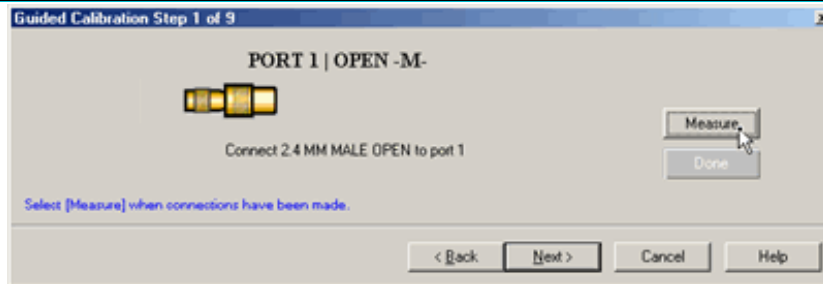 Guided Calibration Step 1 of 9
PORT 1 | OPEN -M-
Measure
Connect 2.4 MM MALE OPEN to port 1
Done
Select [Measure] when connections have been made.
< Back
Next >
Cancel
Help